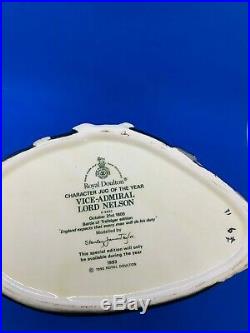 Royal Doulton
CHARACTER JUG OF THE YEAR
VICE-ADMIRAL
LORD NELSON
October 21st 1805
Battle of Trafalgar edition
"England expects that every man will do his duty"
Modelled by
Stanley James Taylor
This special edition will only
be available during the year
1993
© 1992 ROYAL DOULTON